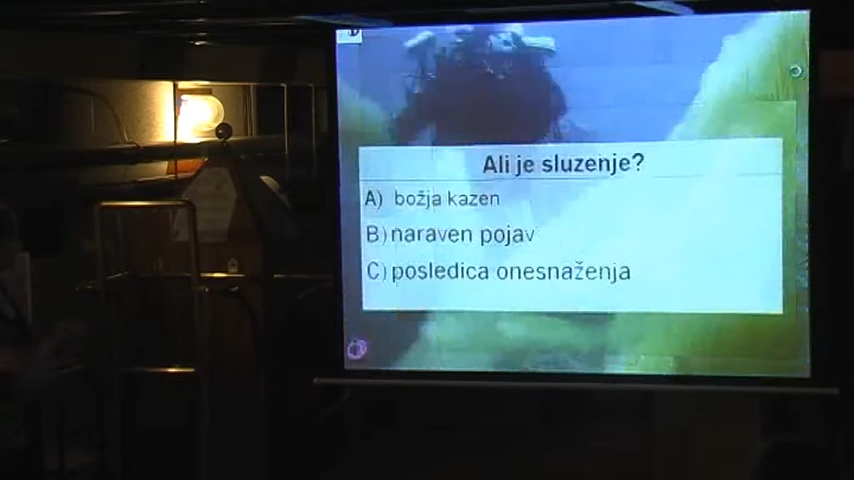 Ali je sluzenje?
A) božja kazen
B) naraven pojav
C) posledica onesnaženja